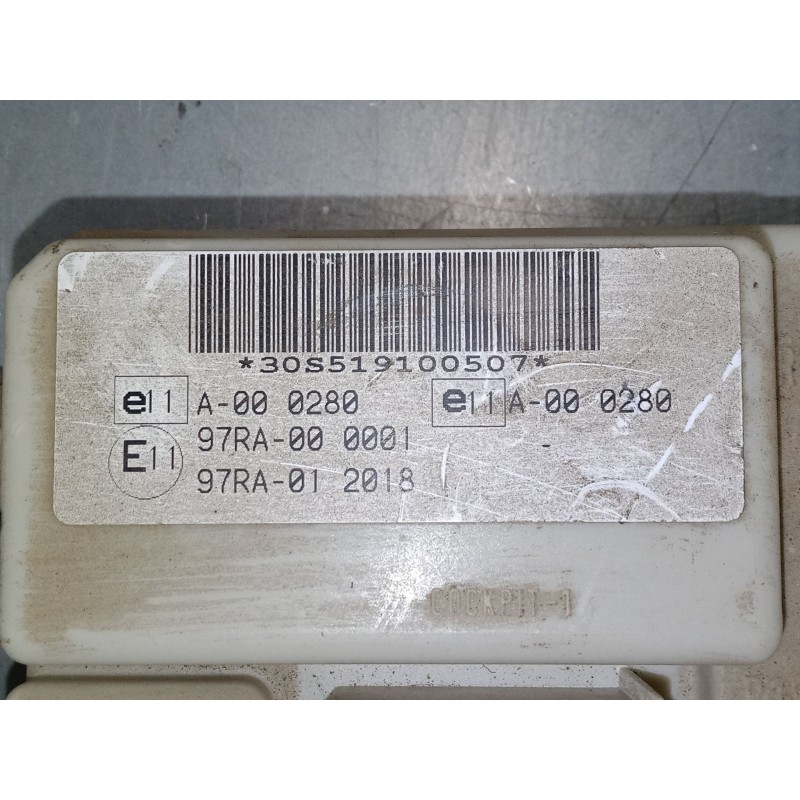 *30S519100507*
e11 A-00 0280 e11 A-00 0280
E11 97RA-00 0001
97RA-01 2018
COCKPIT-1